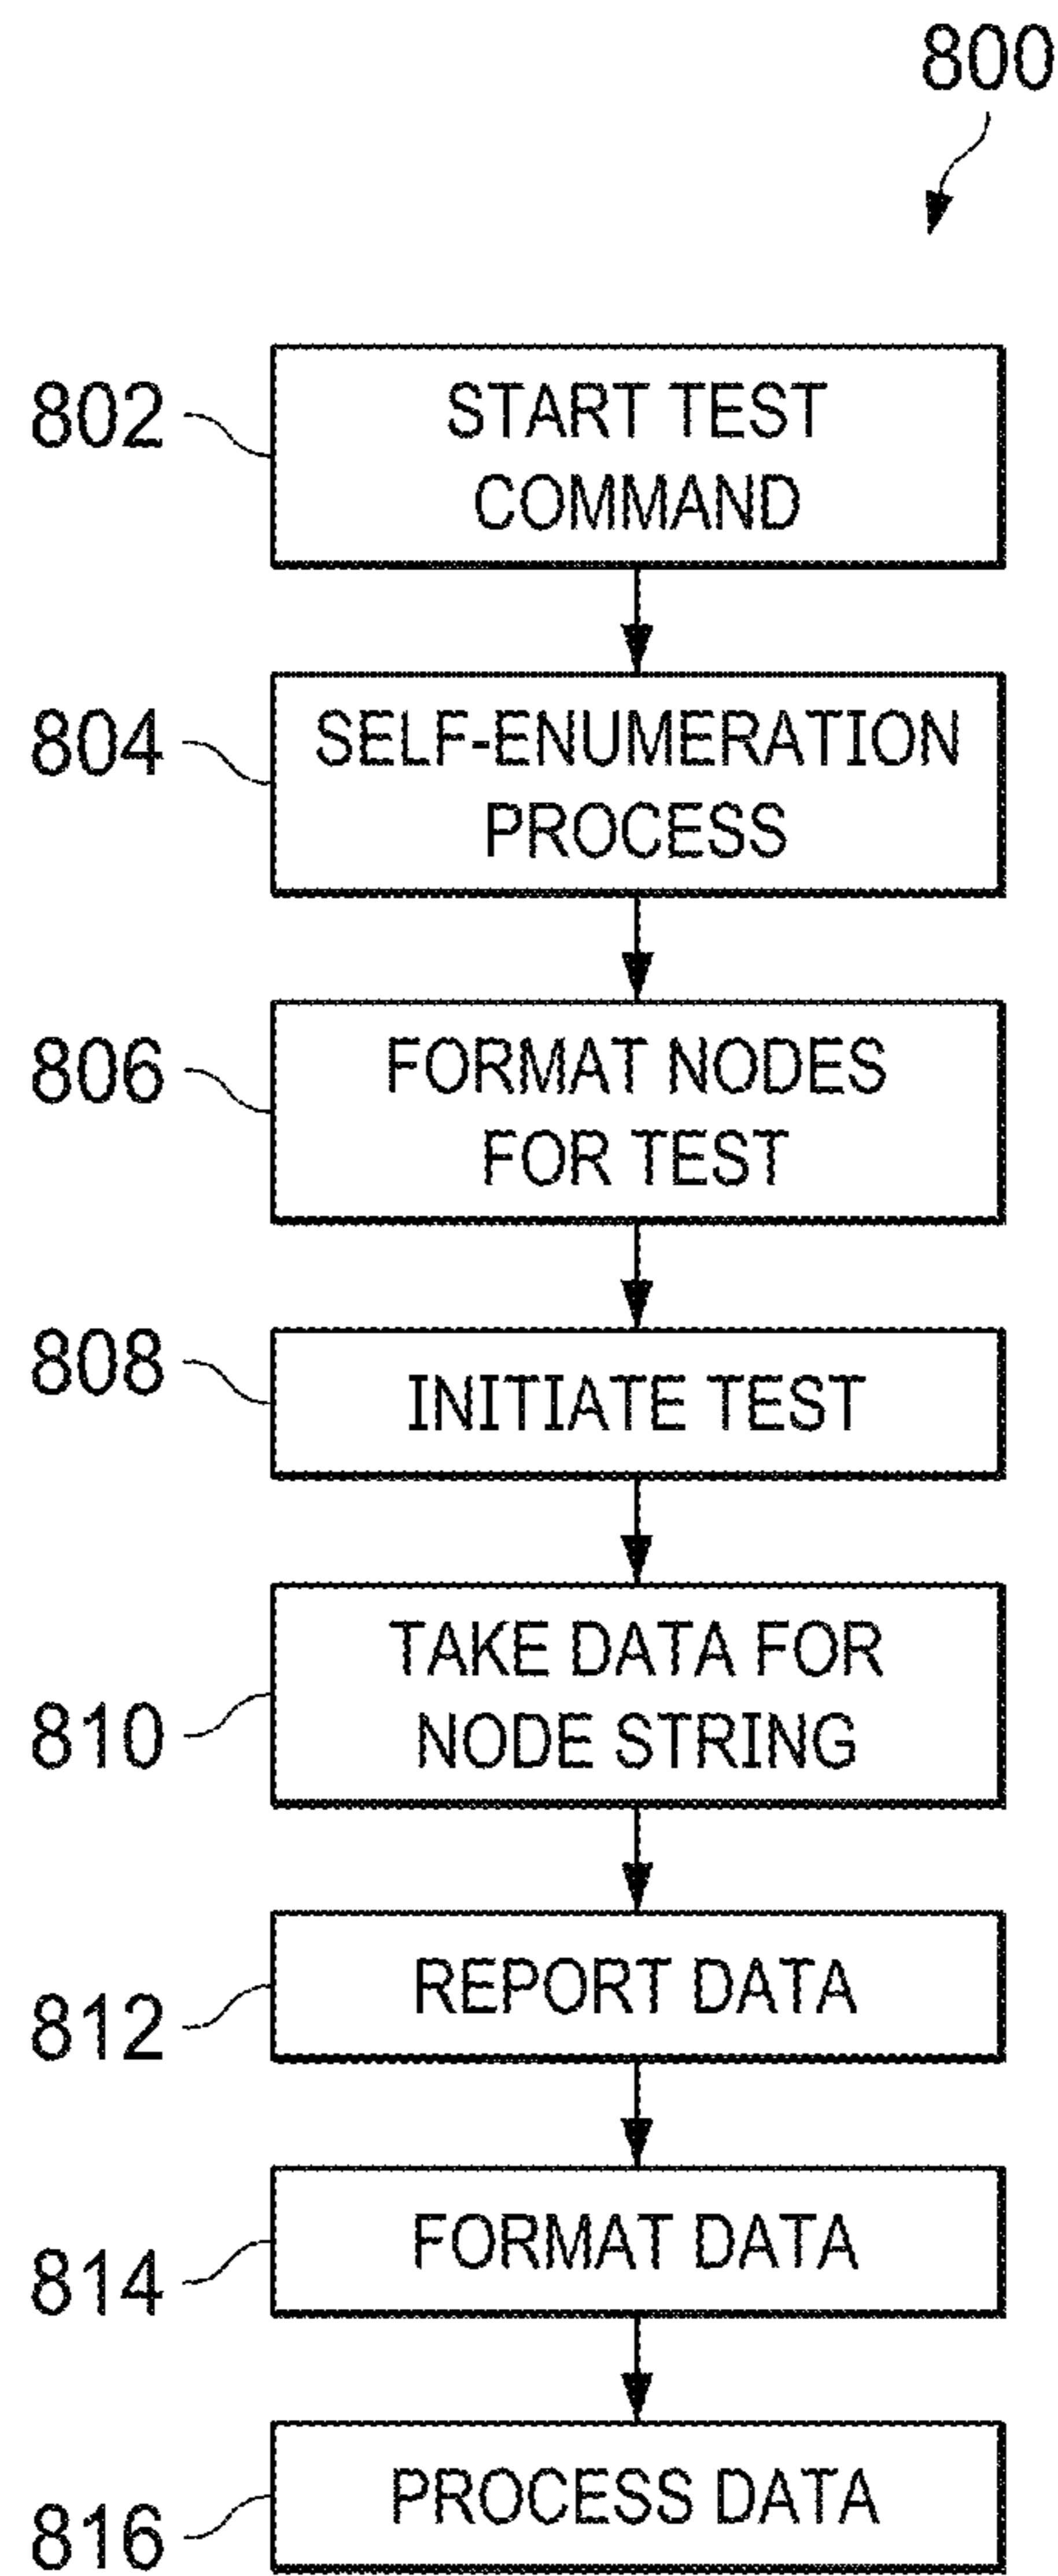 800
802
START TEST
COMMAND
804
SELF-ENUMERATION
PROCESS
806
FORMAT NODES
FOR TEST
808
INITIATE TEST
810
TAKE DATA FOR
NODE STRING
812
REPORT DATA
814
FORMAT DATA
816
PROCESS DATA